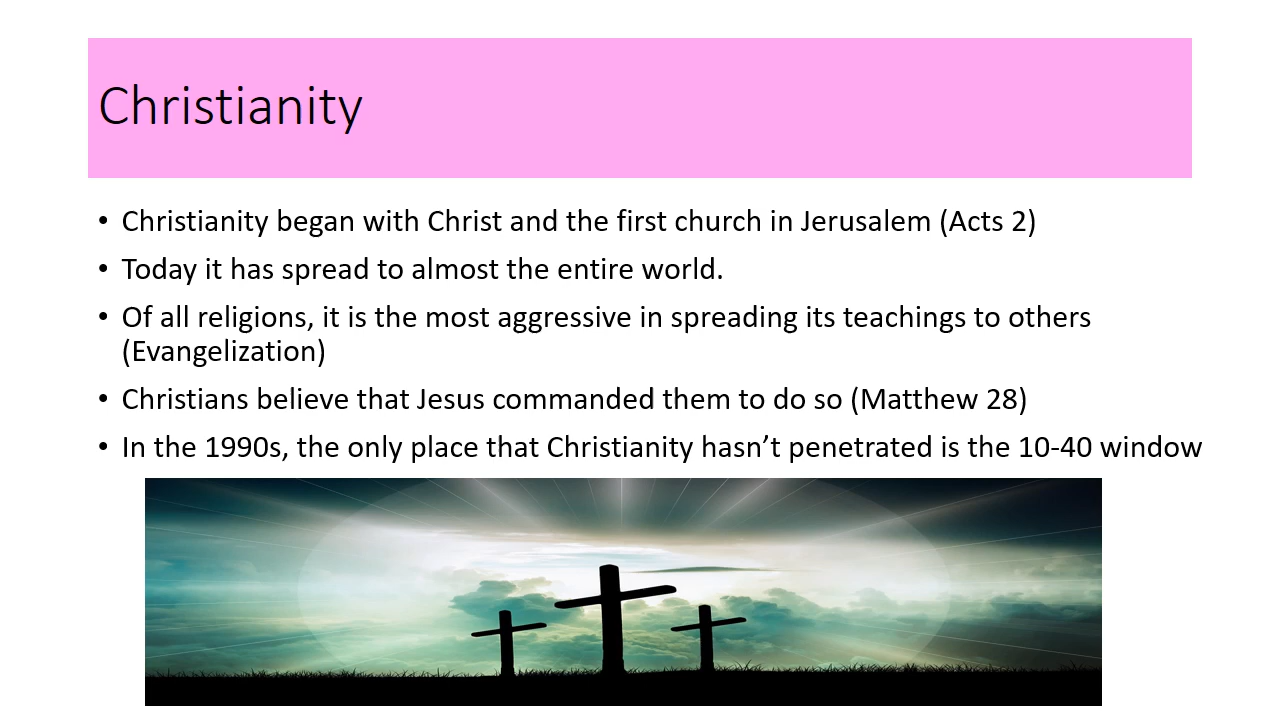 Christianity
• Christianity began with Christ and the first church in Jerusalem (Acts 2)
• Today it has spread to almost the entire world.
• Of all religions, it is the most aggressive in spreading its teachings to others
(Evangelization)
• Christians believe that Jesus commanded them to do so (Matthew 28)
• In the 1990s, the only place that Christianity hasn’t penetrated is the 10-40 window